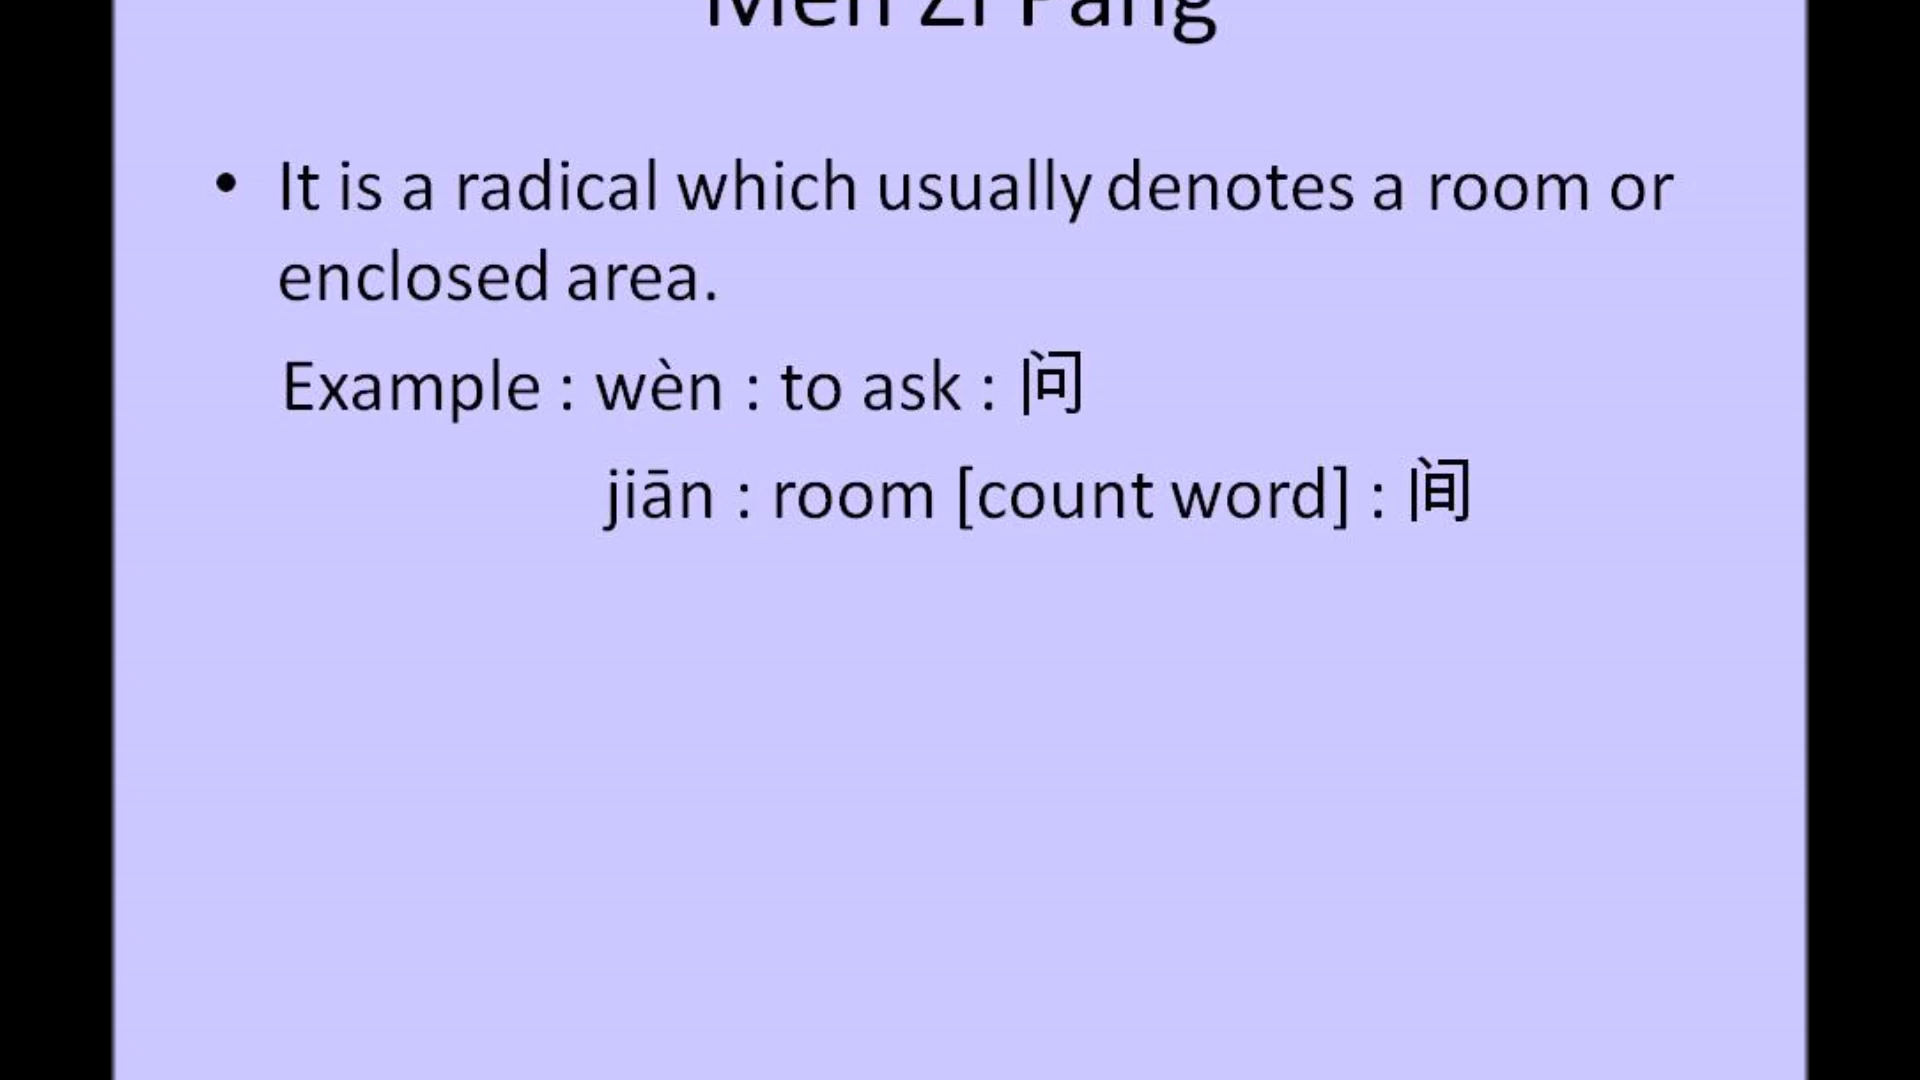 Men Zi Pang
• It is a radical which usually denotes a room or
enclosed area.
Example : wèn : to ask : 问
jiān : room [count word] : 间